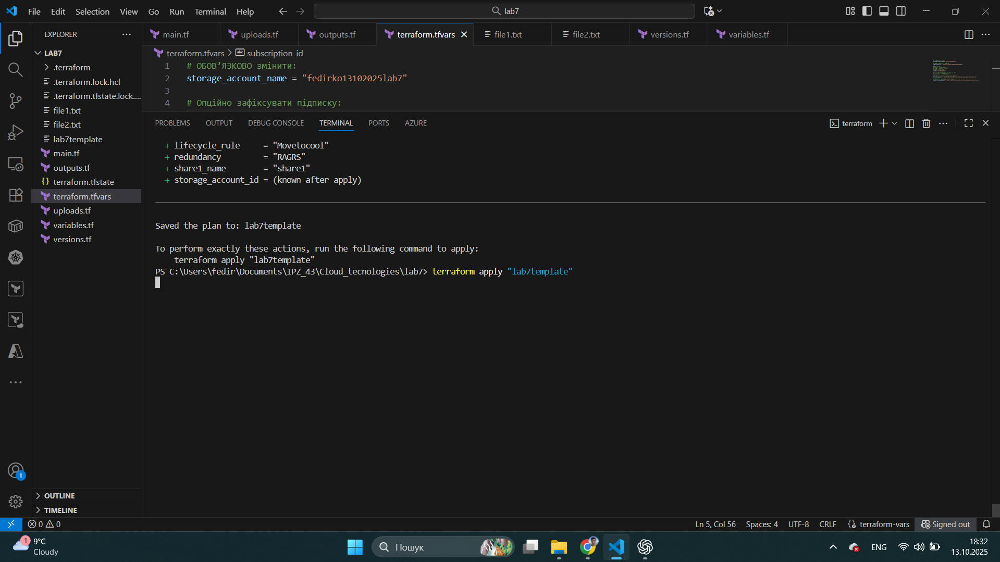 File Edit Selection View Go Run Terminal Help
lab7
EXPLORER
LAB7
.terraform
.terraform.lock.hcl
.terraform.tfstate.lock....
file1.txt
file2.txt
lab7template
main.tf
outputs.tf
terraform.tfstate
terraform.tfvars
uploads.tf
variables.tf
versions.tf
OUTLINE
TIMELINE
main.tf uploads.tf outputs.tf terraform.tfvars file1.txt file2.txt versions.tf variables.tf
terraform.tfvars > subscription_id
1 # ОБОВ’ЯЗКОВО змінити:
2 storage_account_name = "fedirko13102025lab7"
3
4 # Опційно зафіксувати підписку:
PROBLEMS OUTPUT DEBUG CONSOLE TERMINAL PORTS AZURE
terraform
+ lifecycle_rule = "Movetocool"
+ redundancy = "RAGRS"
+ share1_name = "share1"
+ storage_account_id = (known after apply)
Saved the plan to: lab7template
To perform exactly these actions, run the following command to apply:
terraform apply "lab7template"
PS C:\Users\fedir\Documents\IPZ_43\Cloud_tecnologies\lab7> terraform apply "lab7template"
1
0 0
Ln 5, Col 56 Spaces: 4 UTF-8 CRLF terraform-vars Signed out
1
9°C
Cloudy
Пошук
ENG
18:32
13.10.2025